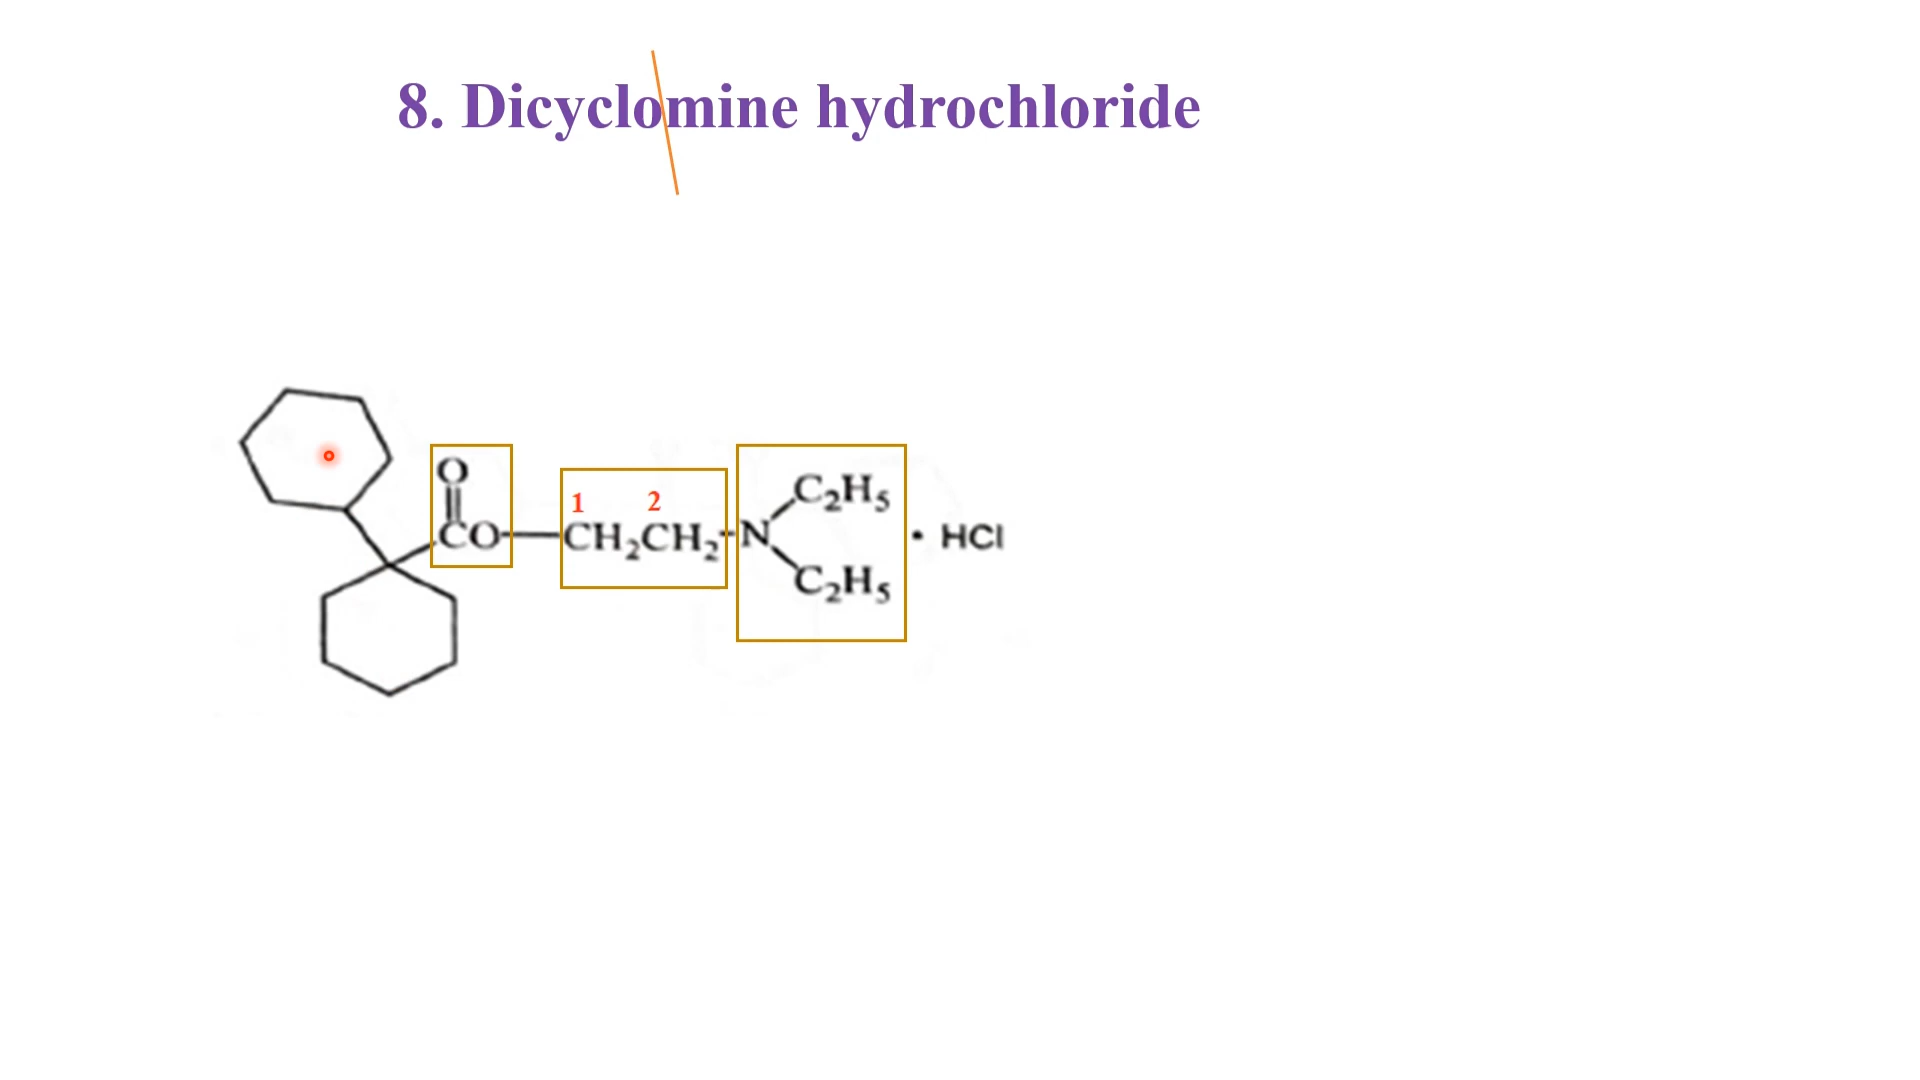 8. Dicyclomine hydrochloride
O
C₂H₅
1 2
CO CH₂CH₂ N • HCl
C₂H₅